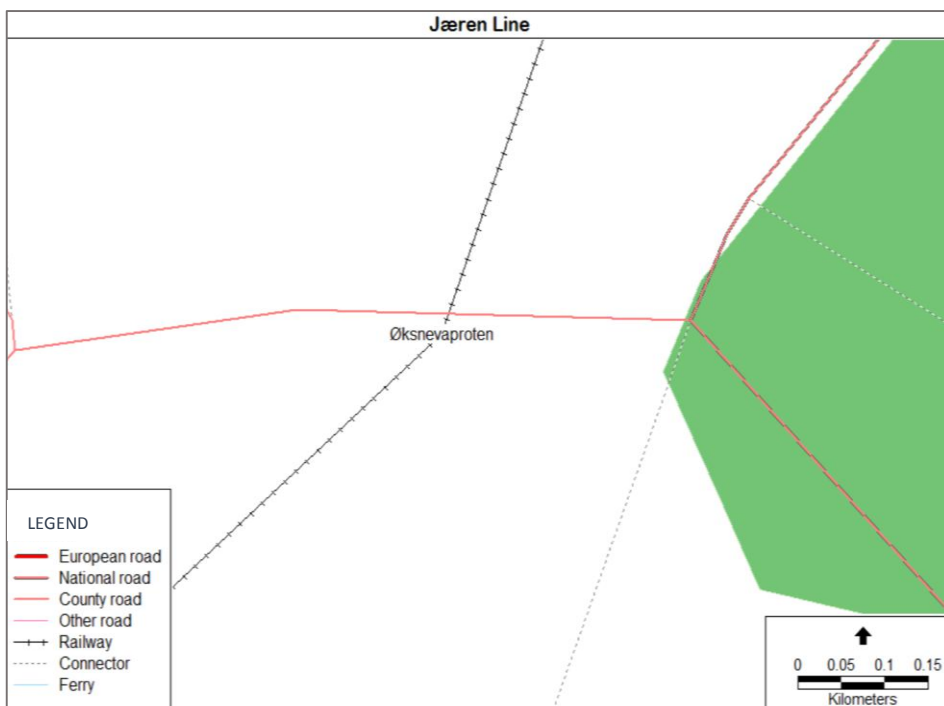 Jæren Line
Øksnevaproten
LEGEND
European road
National road
County road
Other road
Railway
Connector
Ferry
0 0.05 0.1 0.15
Kilometers